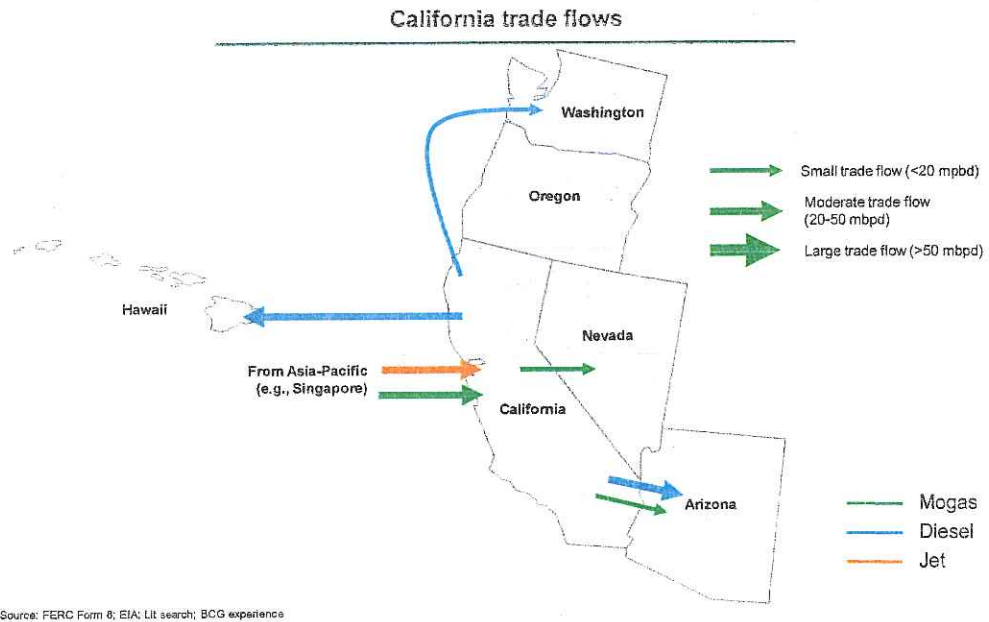 California trade flows
Washington
Oregon
Small trade flow (<20 mpbd)
Moderate trade flow
(20-50 mbpd)
Large trade flow (>50 mbpd)
Hawaii
Nevada
From Asia-Pacific
(e.g., Singapore)
California
Arizona
Mogas
Diesel
Jet
Source: FERC Form 6; EIA; Lit search; BCG experience